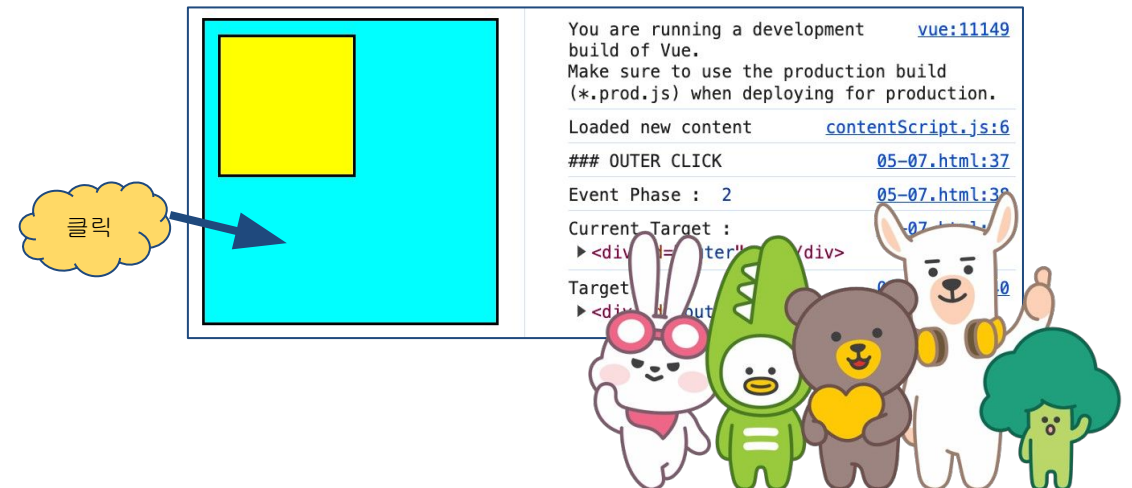 클릭
You are running a development vue:11149
build of Vue.
Make sure to use the production build
(*.prod.js) when deploying for production.
Loaded new content contentScript.js:6
### OUTER CLICK 05-07.html:37
Event Phase : 2 05-07.html:38
Current Target :
▶<div
Target